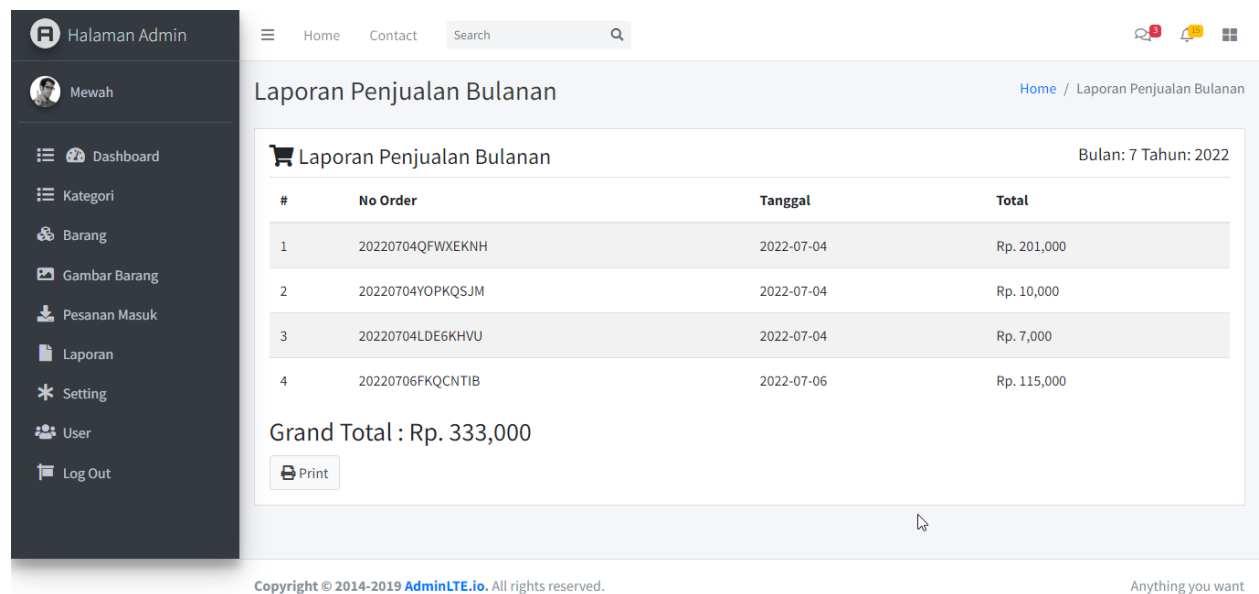 Halaman Admin
Home Contact Search 3 15
Mewah
Laporan Penjualan Bulanan
Home / Laporan Penjualan Bulanan
Dashboard
Kategori
Barang
Gambar Barang
Pesanan Masuk
Laporan
Setting
User
Log Out
Laporan Penjualan Bulanan Bulan: 7 Tahun: 2022
# No Order Tanggal Total
1 20220704QFWXEKNH 2022-07-04 Rp. 201,000
2 20220704YOPKQSJM 2022-07-04 Rp. 10,000
3 20220704LDE6KHVU 2022-07-04 Rp. 7,000
4 20220706FKQCNTIB 2022-07-06 Rp. 115,000
Grand Total : Rp. 333,000
Print
Copyright © 2014-2019 AdminLTE.io. All rights reserved. Anything you want